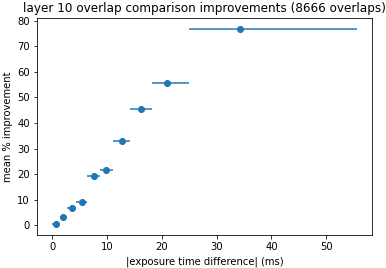 layer 10 overlap comparison improvements (8666 overlaps)
80
70
60
50
40
30
20
10
0
mean % improvement
0 10 20 30 40 50
|exposure time difference| (ms)